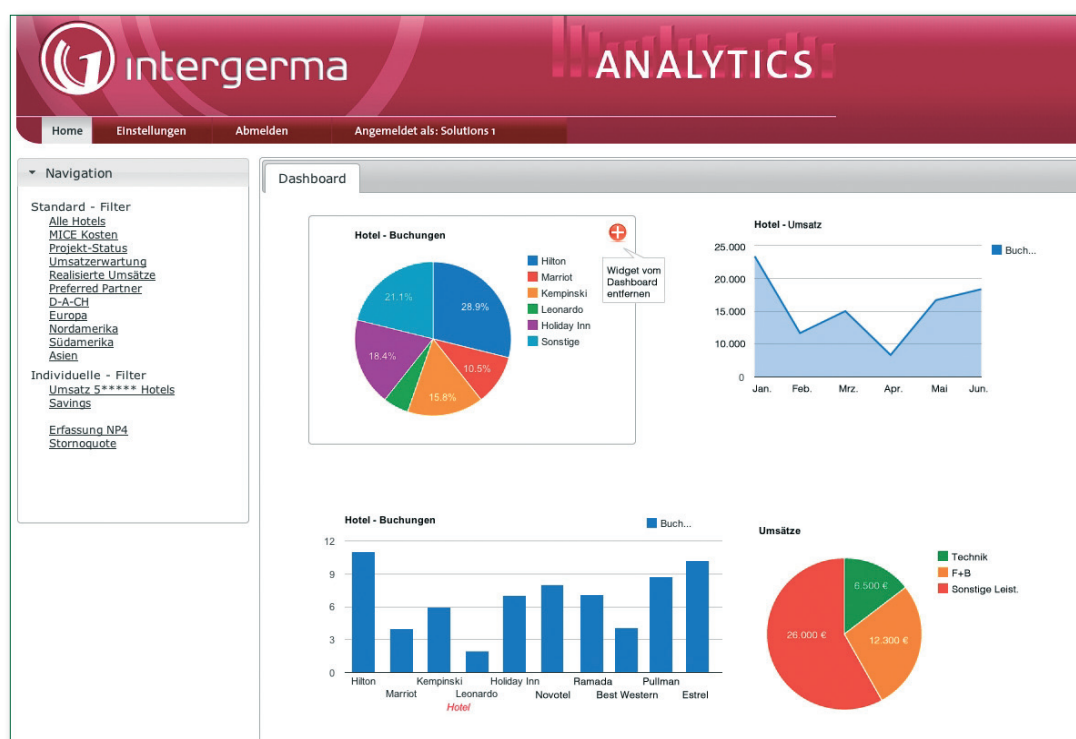 intergerma
ANALYTICS
Home
Einstellungen
Abmelden
Angemeldet als: Solutions 1
Navigation
Standard - Filter
Alle Hotels
MICE Kosten
Projekt-Status
Umsatzerwartung
Realisierte Umsätze
Preferred Partner
D-A-CH
Europa
Nordamerika
Südamerika
Asien
Individuelle - Filter
Umsatz 5***** Hotels
Savings
Erfassung NP4
Stornoquote
Dashboard
Hotel - Buchungen
28.9%
10.5%
15.8%
18.4%
21.1%
Hilton
Marriot
Kempinski
Leonardo
Holiday Inn
Sonstige
Widget vom
Dashboard
entfernen
Hotel - Umsatz
25.000
20.000
15.000
10.000
0
Jan. Feb. Mrz. Apr. Mai Jun.
Buch...
Hotel - Buchungen
Buch...
12
9
6
3
0
Hilton Kempinski Holiday Inn Ramada Pullman
Marriot Leonardo Novotel Best Western Estrel
Hotel
Umsätze
6.500 €
12.300 €
26.000 €
Technik
F+B
Sonstige Leist.